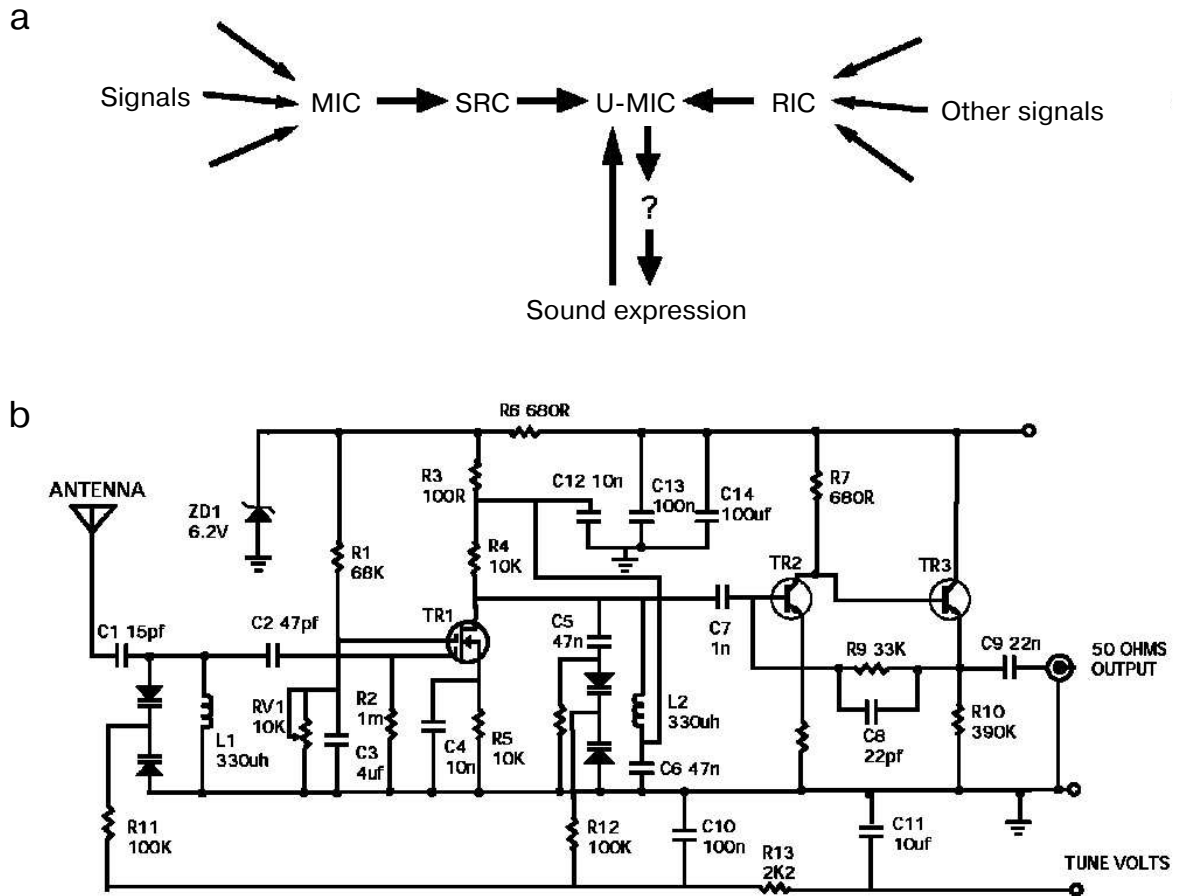 a
Signals
MIC
SRC
U-MIC
RIC
Other signals
?
Sound expression
b
R6 680R
ANTENNA
ZD1
6.2V
R3
100R
C12 10n
C13
100n
C14
100uf
R7
680R
R1
68K
R4
10K
TR1
TR2
TR3
C1 15pf
C2 47pf
C5
47n
C7
1n
R9 33K
C9 22n
50 OHMS
OUTPUT
RV1
10K
R2
1m
L1
330uh
C3
4uf
C4
10n
R5
10K
L2
330uh
C6 47n
C8
22pf
R10
390K
R11
100K
R12
100K
C10
100n
R13
2K2
C11
10uf
TUNE VOLTS